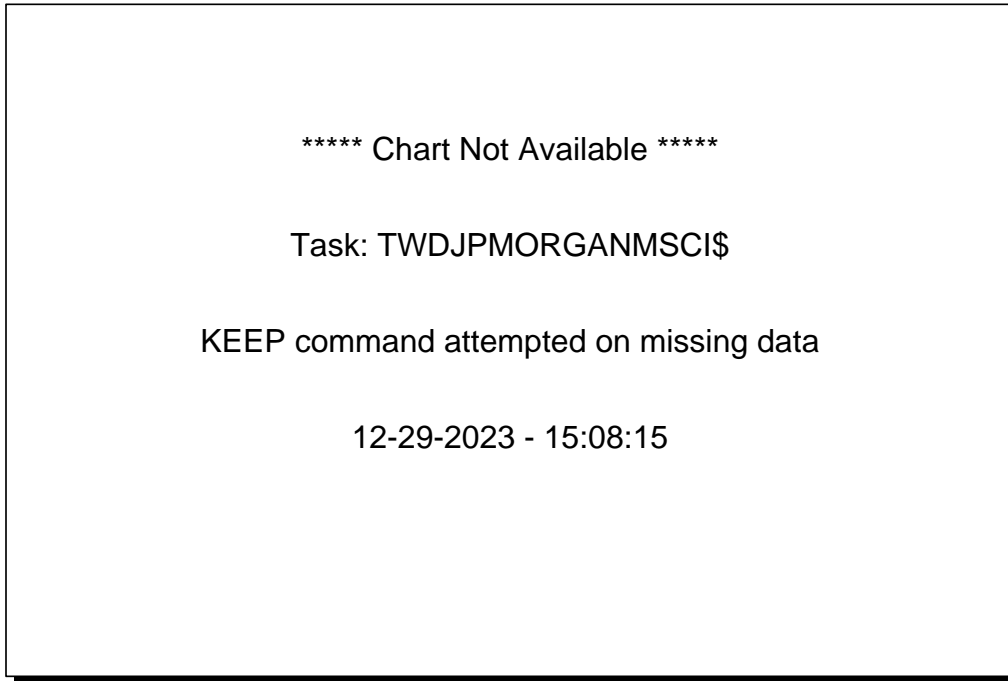 ***** Chart Not Available *****
Task: TWDJPMORGANMSCI$
KEEP command attempted on missing data
12-29-2023 - 15:08:15